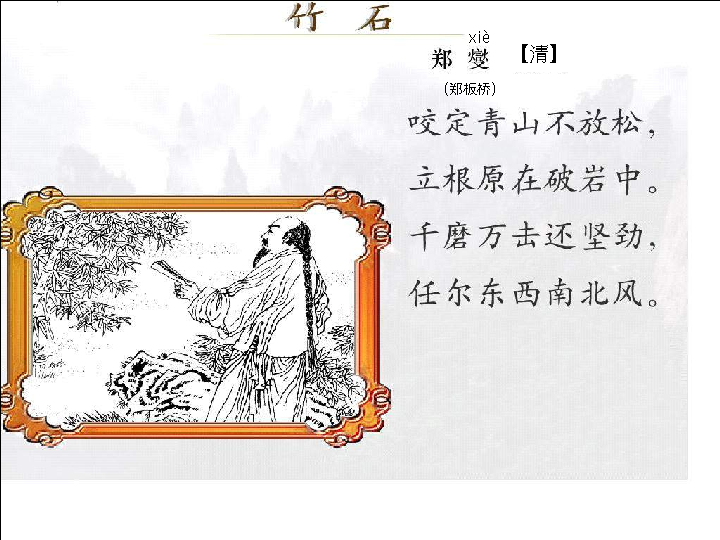 竹 石
xiè
郑 燮 【清】
(郑板桥)
咬定青山不放松，
立根原在破岩中。
千磨万击还坚劲，
任尔东西南北风。